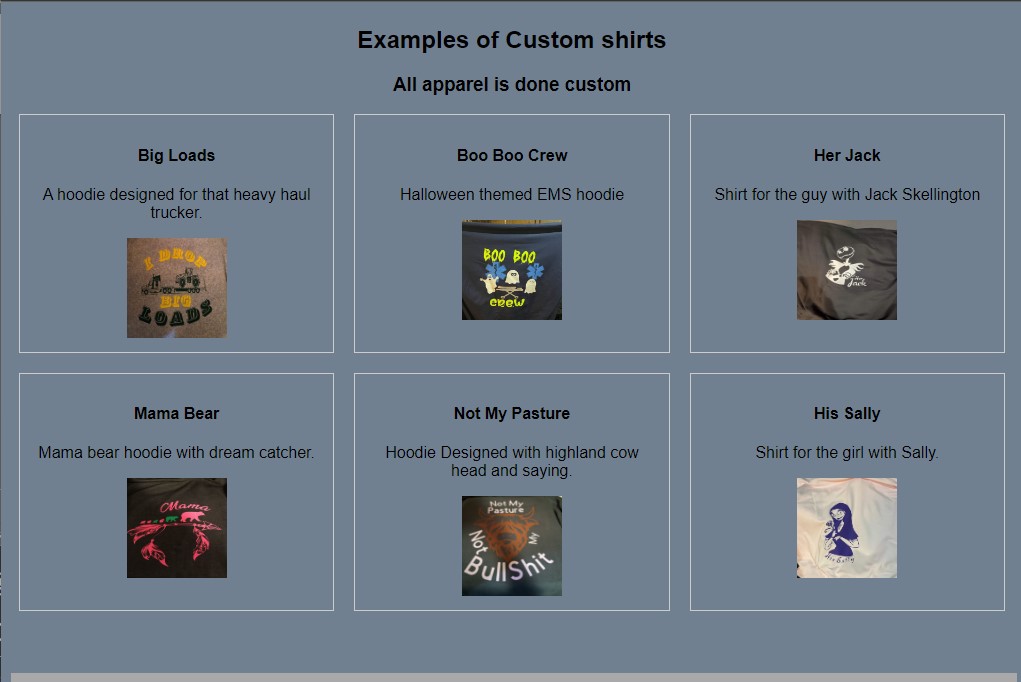 Examples of Custom shirts
All apparel is done custom
Big Loads
A hoodie designed for that heavy haul
trucker.
I DROP
BIG
LOADS
Boo Boo Crew
Halloween themed EMS hoodie
BOO BOO
CREW
Her Jack
Shirt for the guy with Jack Skellington
Her
Jack
Mama Bear
Mama bear hoodie with dream catcher.
Mama
Not My Pasture
Hoodie Designed with highland cow
head and saying.
Not My
Pasture
Not My
BullShit
His Sally
Shirt for the girl with Sally.
His Sally